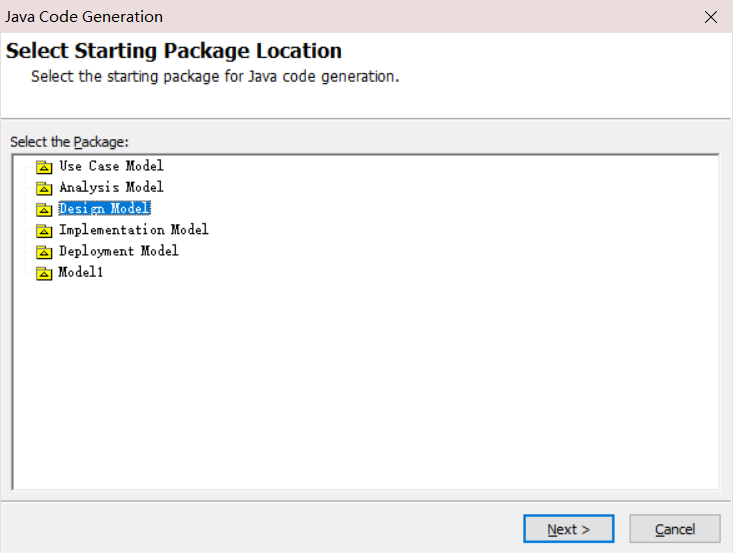 Java Code Generation
Select Starting Package Location
Select the starting package for Java code generation.
Select the Package:
Use Case Model
Analysis Model
Design Model
Implementation Model
Deployment Model
Model1
Next >
Cancel